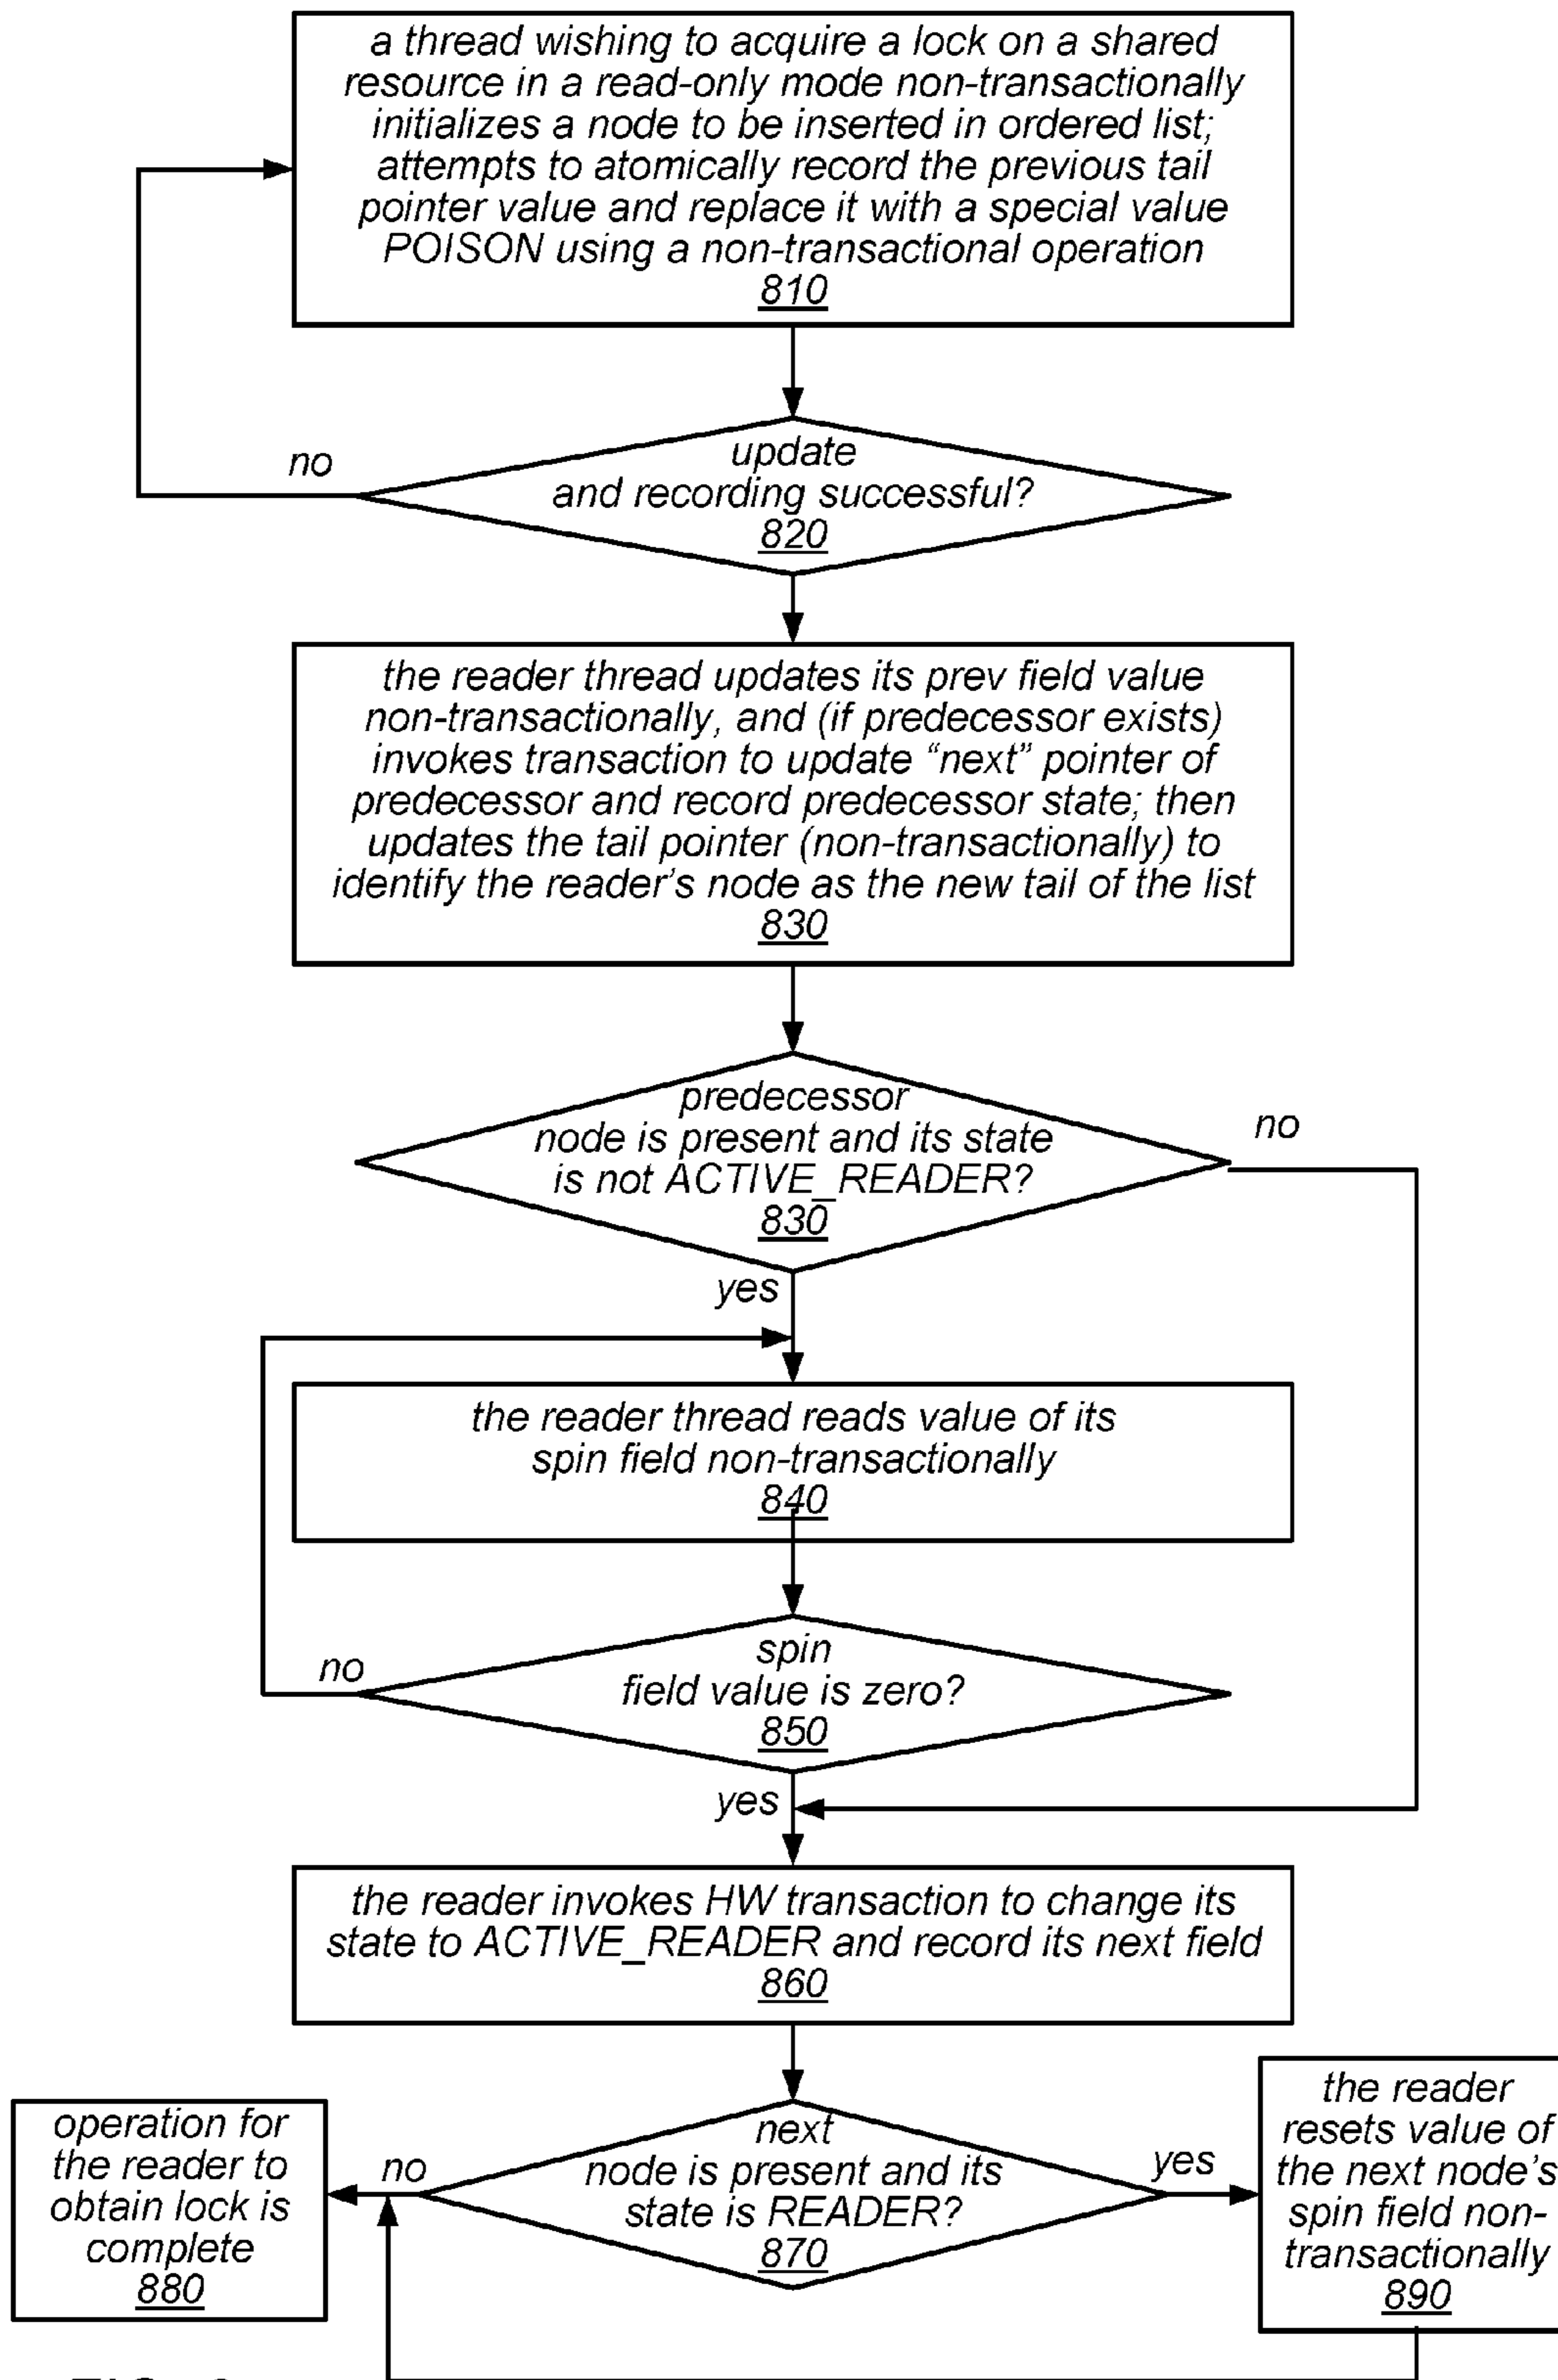 a thread wishing to acquire a lock on a shared
resource in a read-only mode non-transactionally
initializes a node to be inserted in ordered list;
attempts to atomically record the previous tail
pointer value and replace it with a special value
POISON using a non-transactional operation
810
no
update
and recording successful?
820
the reader thread updates its prev field value
non-transactionally, and (if predecessor exists)
invokes transaction to update “next” pointer of
predecessor and record predecessor state; then
updates the tail pointer (non-transactionally) to
identify the reader's node as the new tail of the list
830
predecessor
node is present and its state
is not ACTIVE_READER?
830
no
yes
the reader thread reads value of its
spin field non-transactionally
840
no
spin
field value is zero?
850
yes
the reader invokes HW transaction to change its
state to ACTIVE_READER and record its next field
860
operation for
the reader to
obtain lock is
complete
880
no
next
node is present and its
state is READER?
870
yes
the reader
resets value of
the next node's
spin field non-
transactionally
890